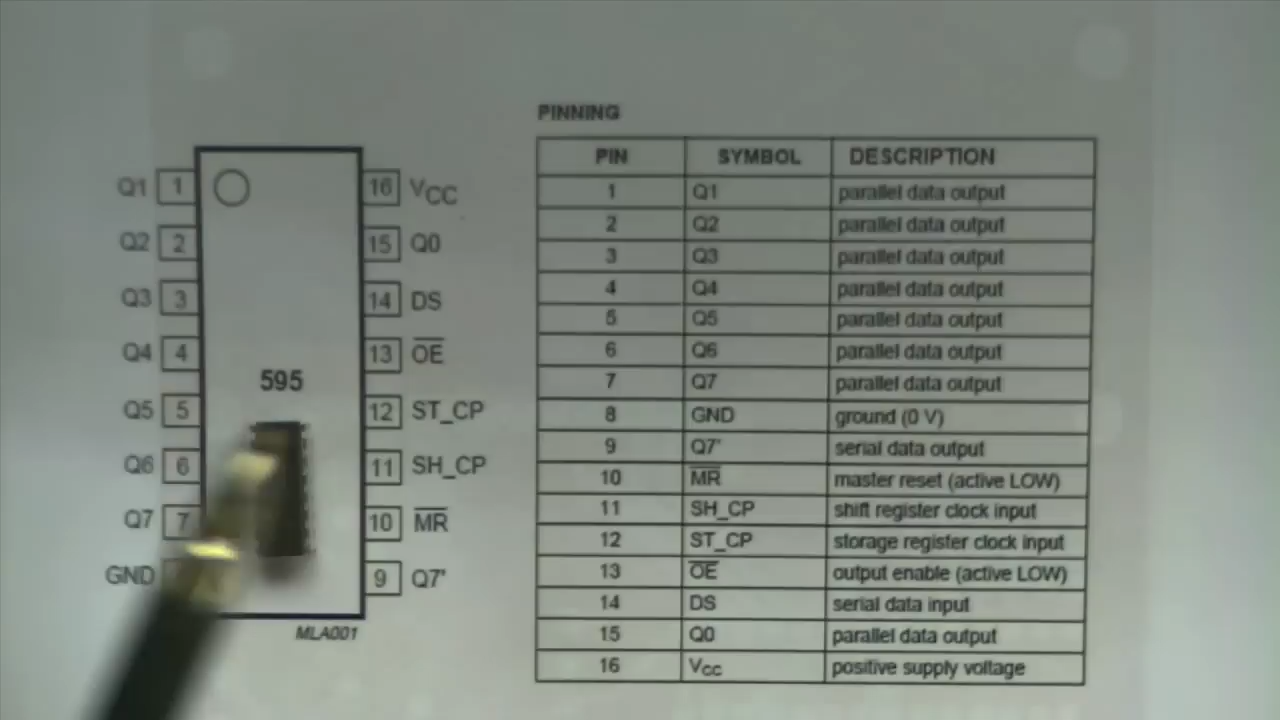 PINNING
PIN SYMBOL DESCRIPTION
1 Q1 parallel data output
2 Q2 parallel data output
3 Q3 parallel data output
4 Q4 parallel data output
5 Q5 parallel data output
6 Q6 parallel data output
7 Q7 parallel data output
8 GND ground (0 V)
9 Q7' serial data output
10 M̅R̅ master reset (active LOW)
11 SH_CP shift register clock input
12 ST_CP storage register clock input
13 O̅E̅ output enable (active LOW)
14 DS serial data input
15 Q0 parallel data output
16 VCC positive supply voltage
Q1 1 16 VCC
Q2 2 15 Q0
Q3 3 14 DS
Q4 4 13 O̅E̅
595
Q5 5 12 ST_CP
Q6 6 11 SH_CP
Q7 7 10 M̅R̅
GND 9 Q7'
MLA001